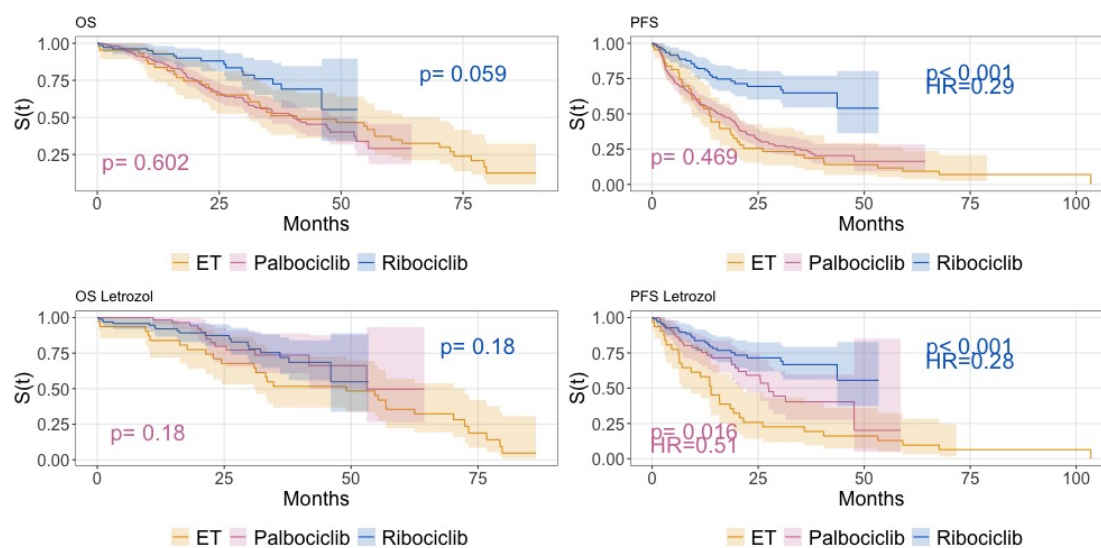 OS
1.00
0.75
0.50
0.25
S(t)
p= 0.059
p= 0.602
0
25
50
75
Months
ET
Palbociclib
Ribociclib
PFS
1.00
0.75
0.50
0.25
0.00
S(t)
p< 0.001
HR=0.29
p= 0.469
0
25
50
75
100
Months
ET
Palbociclib
Ribociclib
OS Letrozol
1.00
0.75
0.50
0.25
0.00
S(t)
p= 0.18
p= 0.18
0
25
50
75
Months
ET
Palbociclib
Ribociclib
PFS Letrozol
1.00
0.75
0.50
0.25
0.00
S(t)
p< 0.001
HR=0.28
p= 0.016
HR=0.51
0
25
50
75
100
Months
ET
Palbociclib
Ribociclib